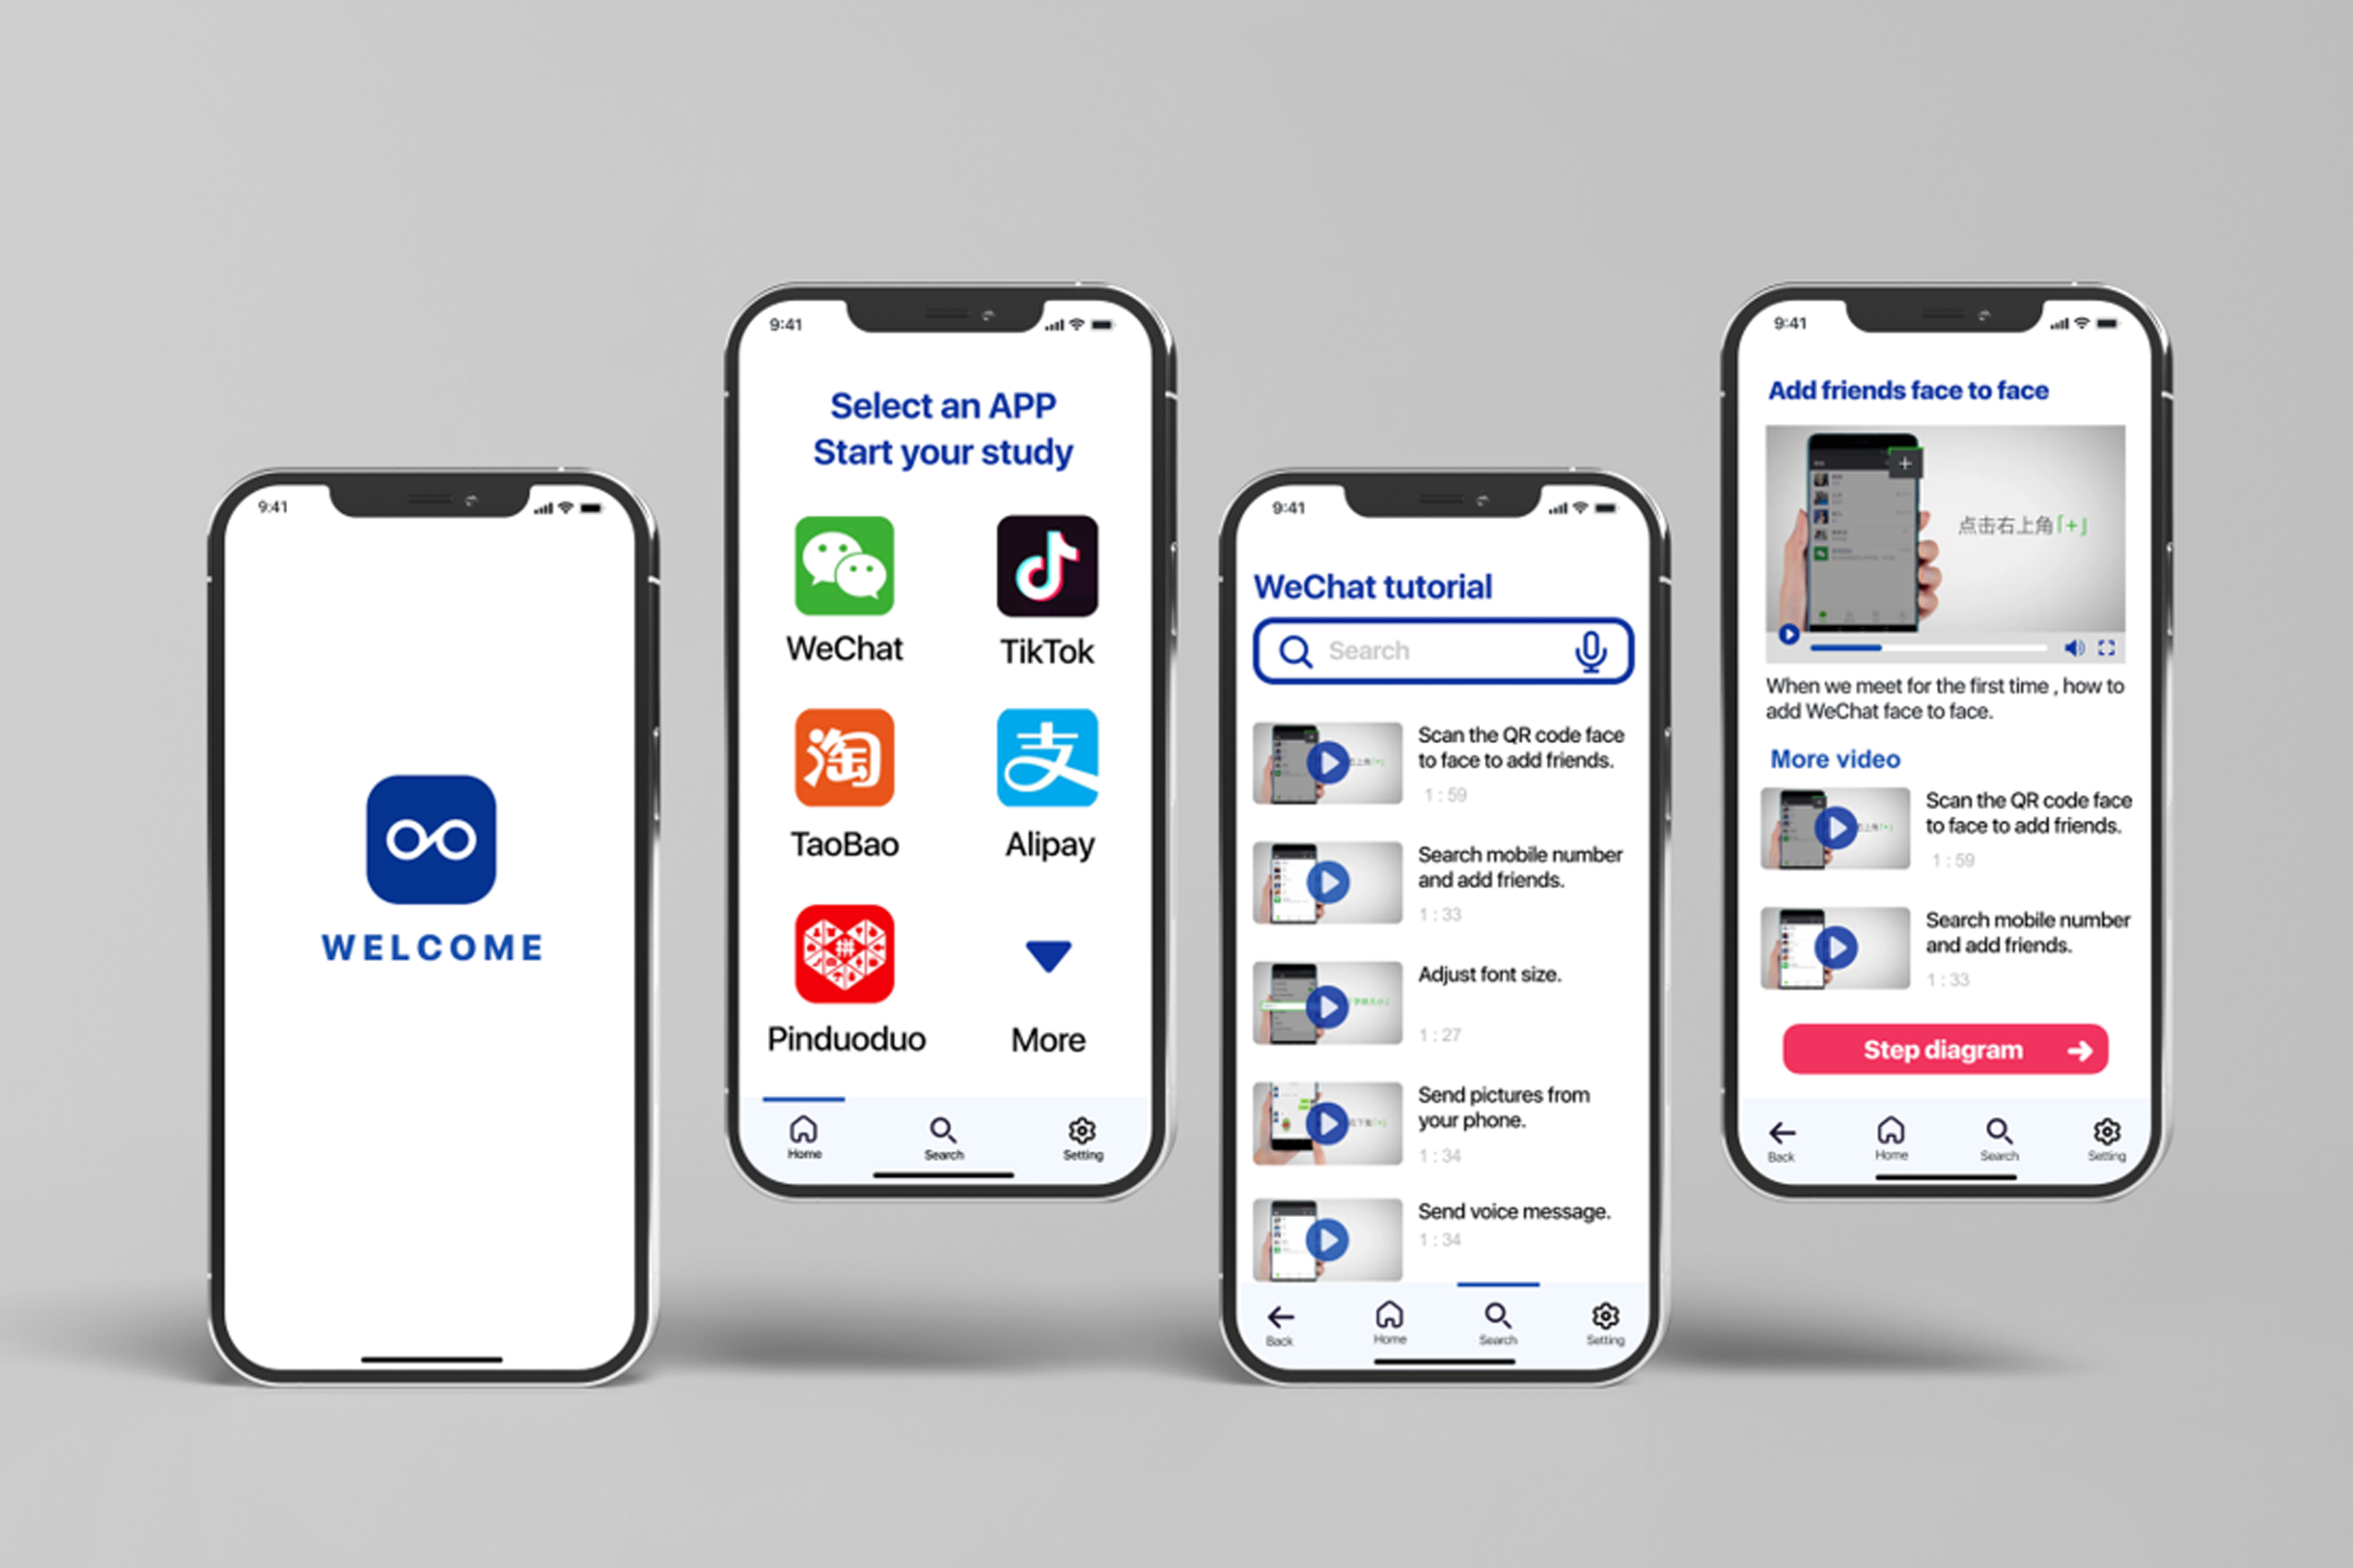 9:41
WELCOME
9:41
Select an APP
Start your study
WeChat
TikTok
淘
支
TaoBao
Alipay
拼
Pinduoduo
More
Home
Search
Setting
9:41
WeChat tutorial
Search
Scan the QR code face
to face to add friends.
1 : 59
Search mobile number
and add friends.
1 : 33
Adjust font size.
1 : 27
Send pictures from
your phone.
1 : 34
Send voice message.
1 : 34
Back
Home
Search
Setting
9:41
Add friends face to face
点击右上角「+」
When we meet for the first time , how to
add WeChat face to face.
More video
Scan the QR code face
to face to add friends.
1 : 59
Search mobile number
and add friends.
1 : 33
Step diagram
Back
Home
Search
Setting